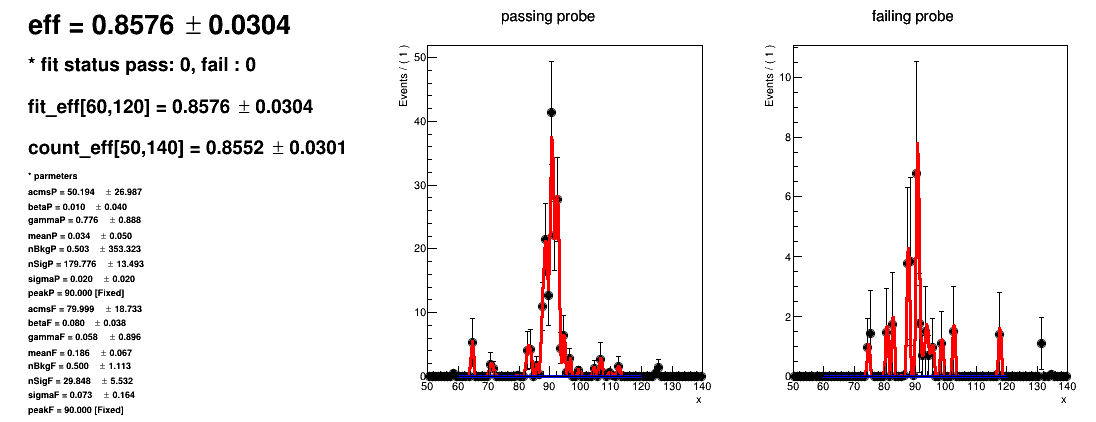 eff = 0.8576 ± 0.0304
* fit status pass: 0, fail : 0
fit_eff[60,120] = 0.8576 ± 0.0304
count_eff[50,140] = 0.8552 ± 0.0301
* parmeters
acmsP = 50.194 ± 26.987
betaP = 0.010 ± 0.040
gammaP = 0.776 ± 0.888
meanP = 0.034 ± 0.050
nBkgP = 0.503 ± 353.323
nSigP = 179.776 ± 13.493
sigmaP = 0.020 ± 0.020
peakP = 90.000 [Fixed]
acmsF = 79.999 ± 18.733
betaF = 0.080 ± 0.038
gammaF = 0.058 ± 0.896
meanF = 0.186 ± 0.067
nBkgF = 0.500 ± 1.113
nSigF = 29.848 ± 5.532
sigmaF = 0.073 ± 0.164
peakF = 90.000 [Fixed]
passing probe
Events / ( 1 )
50
40
30
20
10
0
50 60 70 80 90 100 110 120 130 140
x
failing probe
Events / ( 1 )
10
8
6
4
2
0
50 60 70 80 90 100 110 120 130 140
x